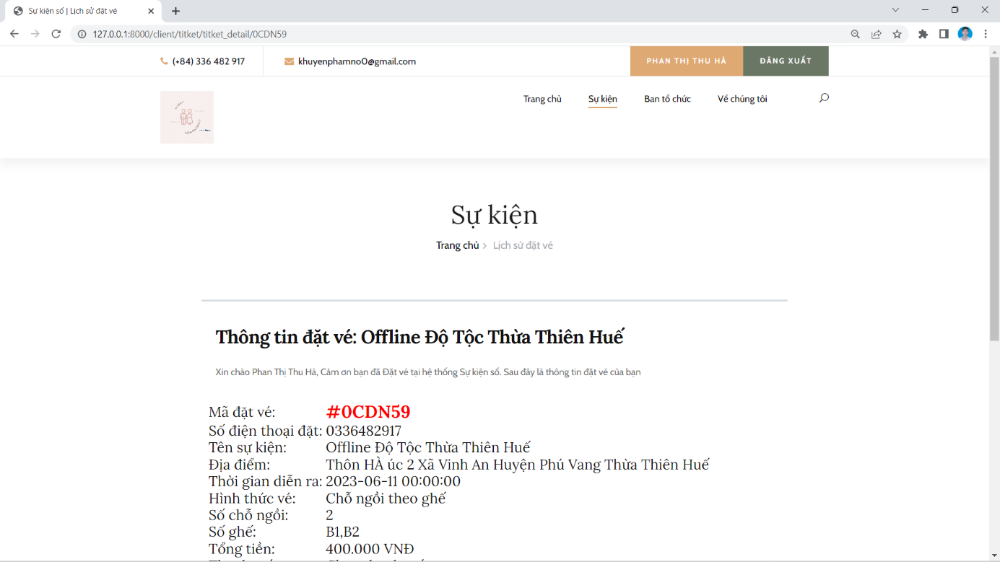 Sự kiện số | Lịch sử đặt vé
127.0.0.1:8000/client/titket/titket_detail/0CDN59
(+84) 336 482 917
khuyenphamno0@gmail.com
PHAN THỊ THU HÀ
ĐĂNG XUẤT
Trang chủ
Sự kiện
Ban tổ chức
Về chúng tôi
Sự kiện
Trang chủ > Lịch sử đặt vé
Thông tin đặt vé: Offline Độ Tộc Thừa Thiên Huế
Xin chào Phan Thị Thu Hà, Cảm ơn bạn đã Đặt vé tại hệ thống Sự kiện số. Sau đây là thông tin đặt vé của bạn
Mã đặt vé: #0CDN59
Số điện thoại đặt: 0336482917
Tên sự kiện: Offline Độ Tộc Thừa Thiên Huế
Địa điểm: Thôn HÀ úc 2 Xã Vinh An Huyện Phú Vang Thừa Thiên Huế
Thời gian diễn ra: 2023-06-11 00:00:00
Hình thức vé: Chỗ ngồi theo ghế
Số chỗ ngồi: 2
Số ghế: B1,B2
Tổng tiền: 400.000 VNĐ